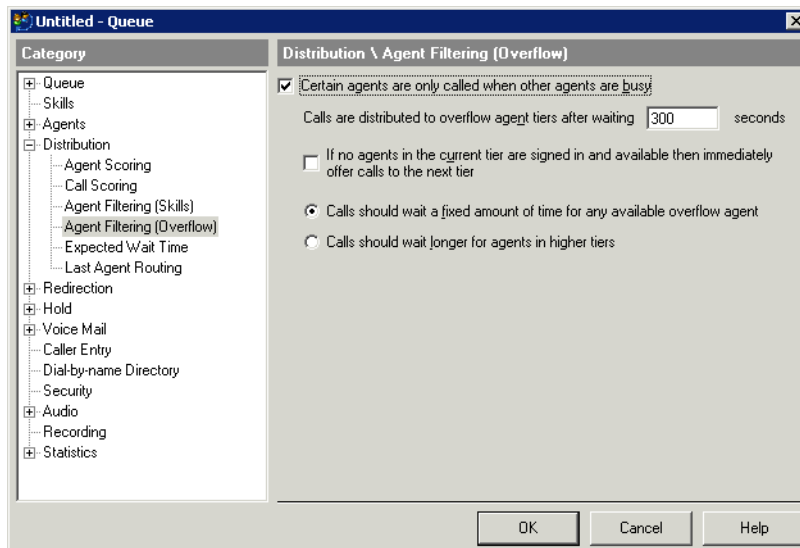 Untitled - Queue
Category
Queue
Skills
Agents
Distribution
Agent Scoring
Call Scoring
Agent Filtering (Skills)
Agent Filtering (Overflow)
Expected Wait Time
Last Agent Routing
Redirection
Hold
Voice Mail
Caller Entry
Dial-by-name Directory
Security
Audio
Recording
Statistics
Distribution \ Agent Filtering (Overflow)
Certain agents are only called when other agents are busy
Calls are distributed to overflow agent tiers after waiting 300 seconds
If no agents in the current tier are signed in and available then immediately
offer calls to the next tier
Calls should wait a fixed amount of time for any available overflow agent
Calls should wait longer for agents in higher tiers
OK Cancel Help